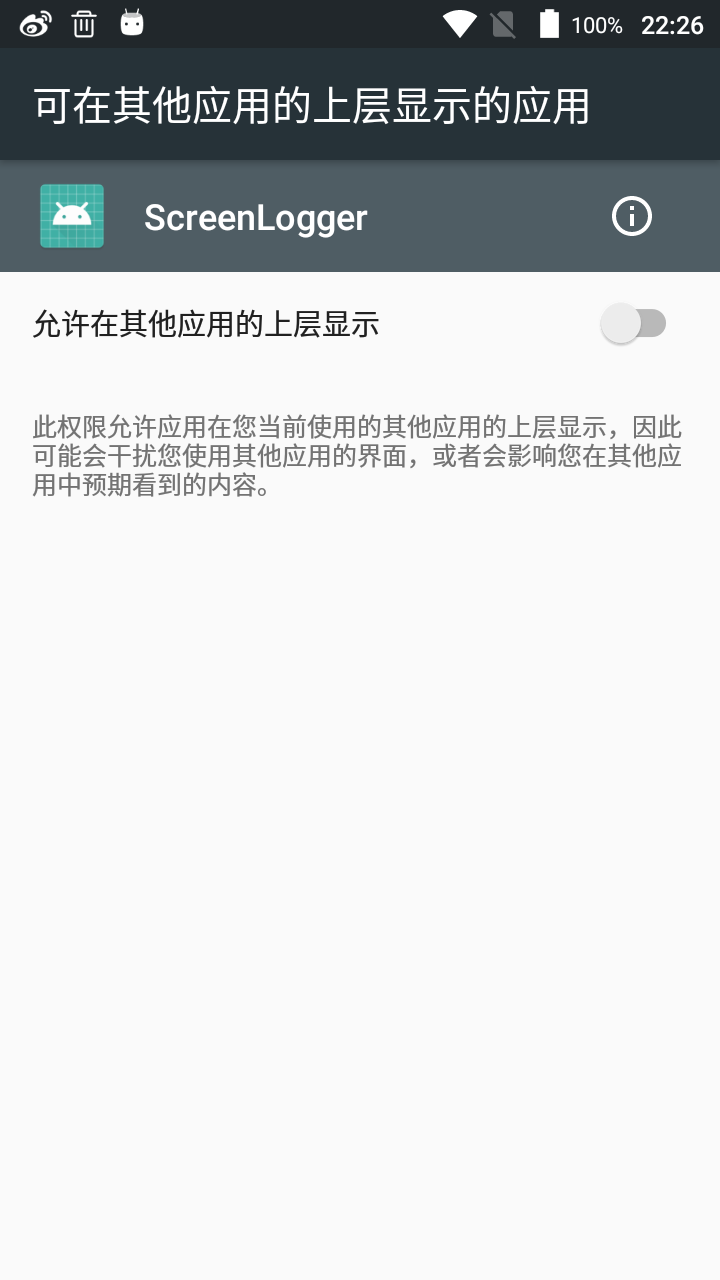 100% 22:26
可在其他应用的上层显示的应用
ScreenLogger
允许在其他应用的上层显示
此权限允许应用在您当前使用的其他应用的上层显示，因此
可能会干扰您使用其他应用的界面，或者会影响您在其他应
用中预期看到的内容。